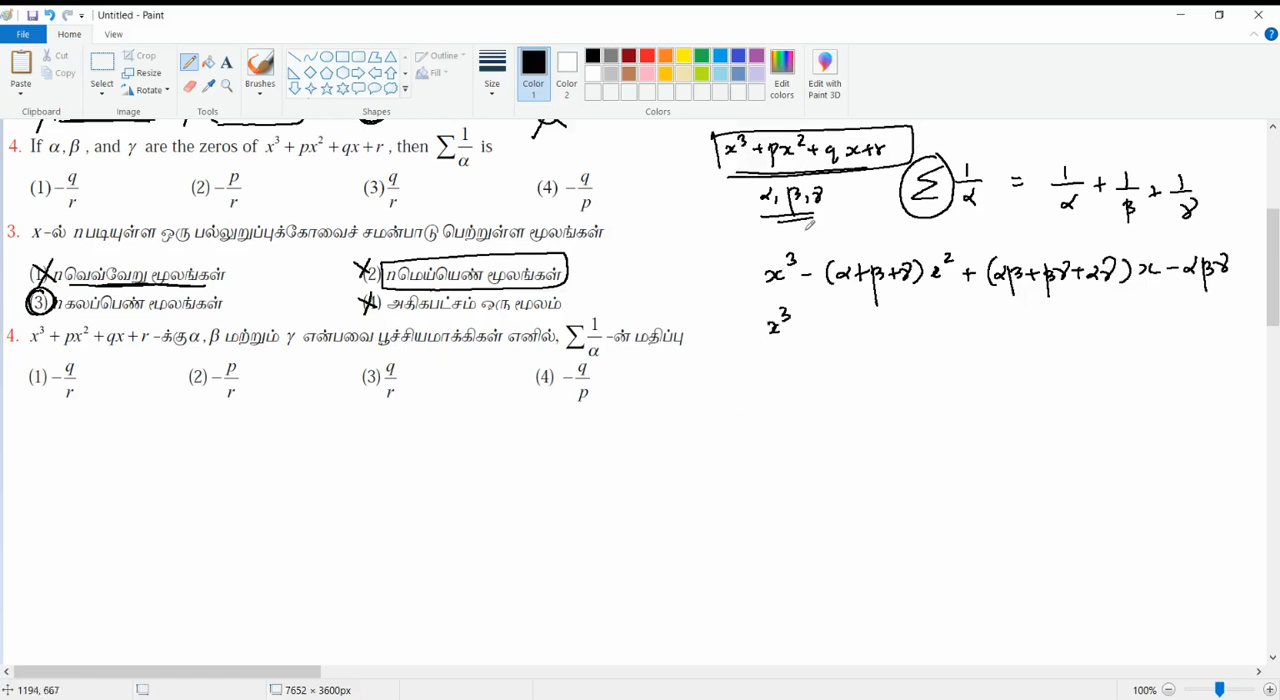 Untitled - Paint
File Home View
Paste Cut Copy Select Crop Resize Rotate Brushes Outline Fill Size Color 1 Color 2 Edit colors Edit with Paint 3D
Clipboard Image Tools Shapes Colors
4. If α, β, and γ are the zeros of x³ + px² + qx + r, then Σ 1/α is
(1) −q/r (2) −p/r (3) q/r (4) −q/p
3. x-ல் n படியுள்ள ஒரு பல்லுறுப்புக்கோவைச் சமன்பாடு பெற்றுள்ள மூலங்கள்
(1) n வெவ்வேறு மூலங்கள் (2) n மெய்யெண் மூலங்கள்
(3) n கலப்பெண் மூலங்கள் (4) அதிகபட்சம் ஒரு மூலம்
4. x³ + px² + qx + r -க்கு α, β மற்றும் γ என்பவை பூச்சியமாக்கிகள் எனில், Σ 1/α -ன் மதிப்பு
(1) −q/r (2) −p/r (3) q/r (4) −q/p
x³ + px² + qx + r
α, β, γ
Σ 1/α = 1/α + 1/β + 1/γ
x³ − (α+β+γ) x² + (αβ+βγ+αγ) x − αβγ
x³
1194, 667 7652 × 3600px 100%